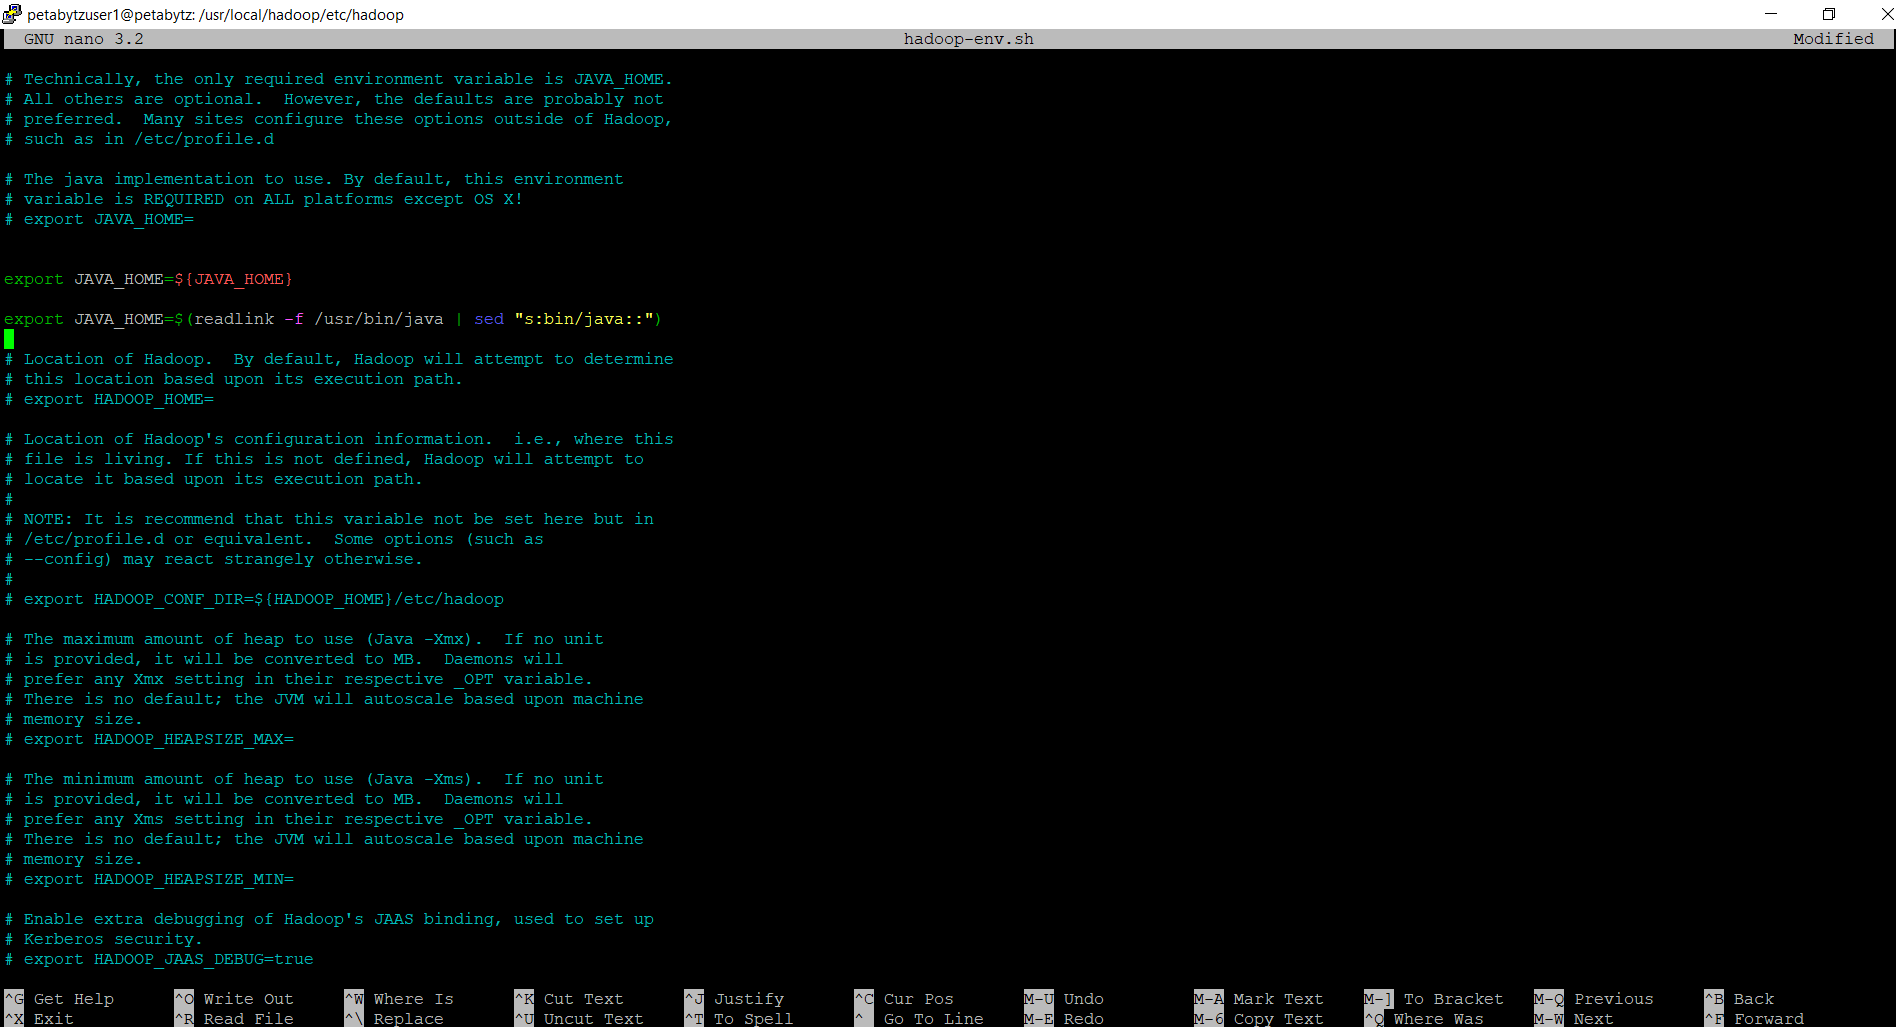 petabytzuser1@petabytz: /usr/local/hadoop/etc/hadoop
GNU nano 3.2 hadoop-env.sh Modified
# Technically, the only required environment variable is JAVA_HOME.
# All others are optional.  However, the defaults are probably not
# preferred.  Many sites configure these options outside of Hadoop,
# such as in /etc/profile.d
# The java implementation to use. By default, this environment
# variable is REQUIRED on ALL platforms except OS X!
# export JAVA_HOME=
export JAVA_HOME=${JAVA_HOME}
export JAVA_HOME=$(readlink -f /usr/bin/java | sed "s:bin/java::")
# Location of Hadoop.  By default, Hadoop will attempt to determine
# this location based upon its execution path.
# export HADOOP_HOME=
# Location of Hadoop's configuration information.  i.e., where this
# file is living. If this is not defined, Hadoop will attempt to
# locate it based upon its execution path.
#
# NOTE: It is recommend that this variable not be set here but in
# /etc/profile.d or equivalent.  Some options (such as
# --config) may react strangely otherwise.
#
# export HADOOP_CONF_DIR=${HADOOP_HOME}/etc/hadoop
# The maximum amount of heap to use (Java -Xmx).  If no unit
# is provided, it will be converted to MB.  Daemons will
# prefer any Xmx setting in their respective _OPT variable.
# There is no default; the JVM will autoscale based upon machine
# memory size.
# export HADOOP_HEAPSIZE_MAX=
# The minimum amount of heap to use (Java -Xms).  If no unit
# is provided, it will be converted to MB.  Daemons will
# prefer any Xms setting in their respective _OPT variable.
# There is no default; the JVM will autoscale based upon machine
# memory size.
# export HADOOP_HEAPSIZE_MIN=
# Enable extra debugging of Hadoop's JAAS binding, used to set up
# Kerberos security.
# export HADOOP_JAAS_DEBUG=true
^G Get Help ^O Write Out ^W Where Is ^K Cut Text ^J Justify ^C Cur Pos M-U Undo M-A Mark Text M-] To Bracket M-Q Previous ^B Back
^X Exit ^R Read File ^\ Replace ^U Uncut Text ^T To Spell ^_ Go To Line M-E Redo M-6 Copy Text ^Q Where Was M-W Next ^F Forward